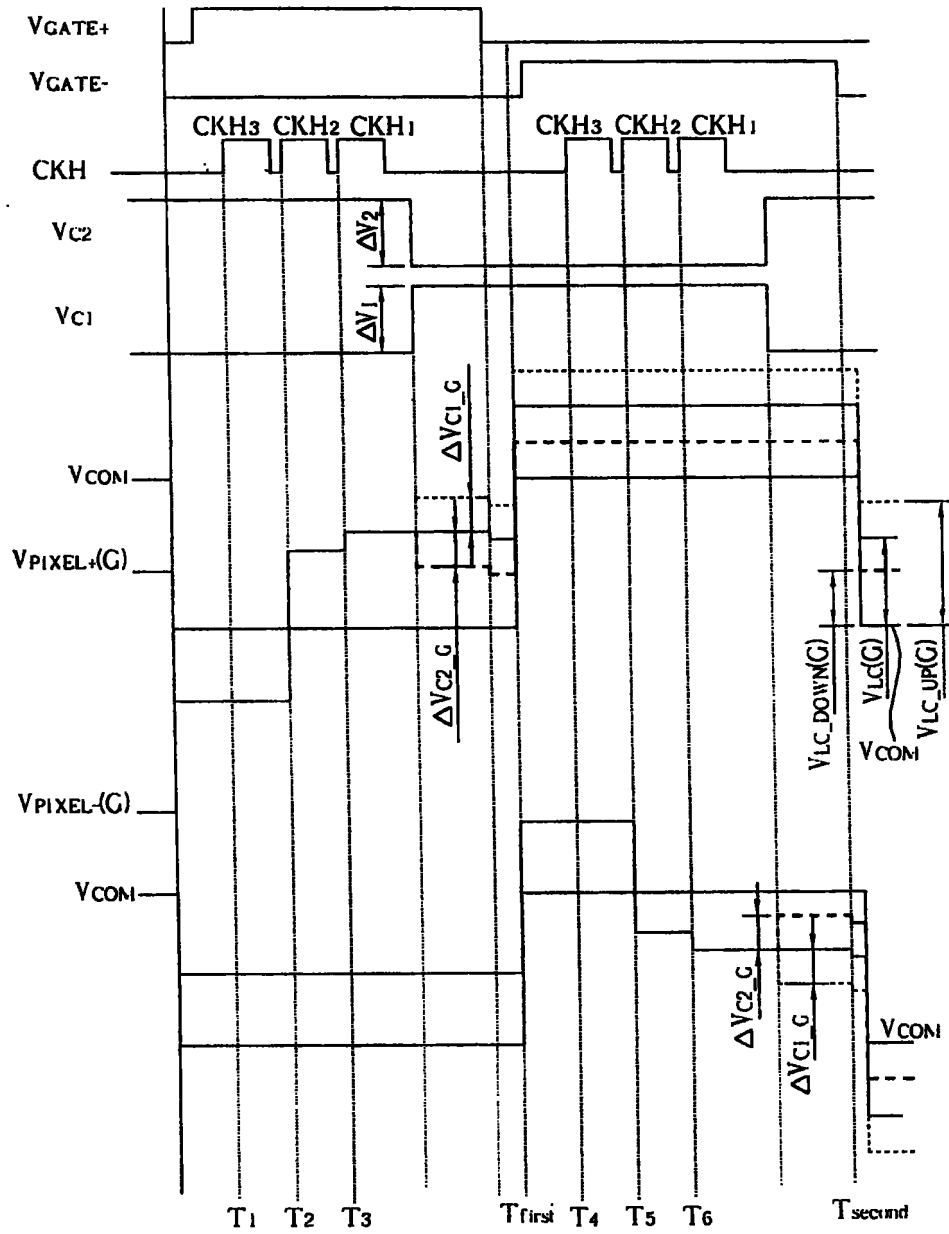 VGATE+
VGATE-
CKH3 CKH2 CKH1 CKH3 CKH2 CKH1
CKH
VC2
ΔV2
VC1
ΔV1
ΔVC1_G
VCOM
VPIXEL+(G)
ΔVC2_G
VLC_DOWN(G)
VLC(G)
VCOM
VLC_UP(G)
VPIXEL-(G)
VCOM
ΔVC2_G
ΔVC1_G
VCOM
T1 T2 T3 Tfirst T4 T5 T6 Tsecond